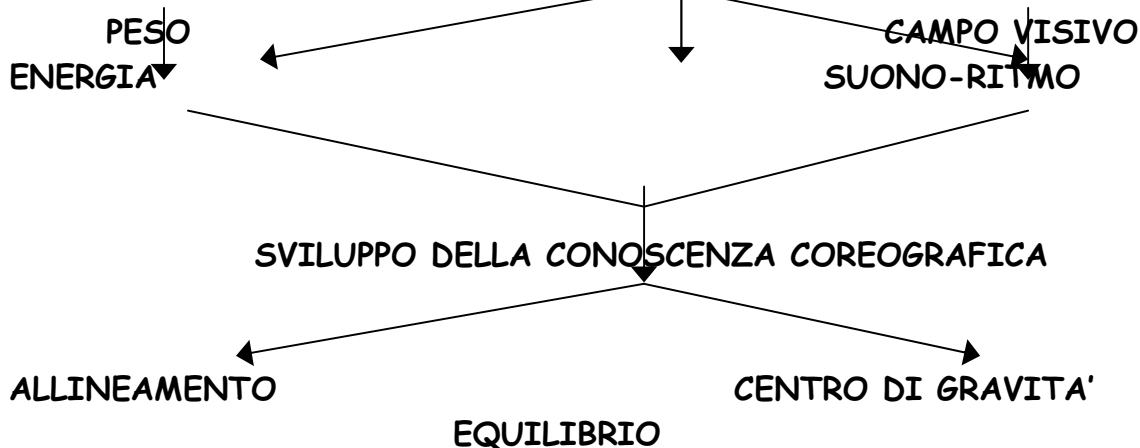 PESO CAMPO VISIVO
ENERGIA SUONO-RITMO
SVILUPPO DELLA CONOSCENZA COREOGRAFICA
ALLINEAMENTO CENTRO DI GRAVITA'
EQUILIBRIO